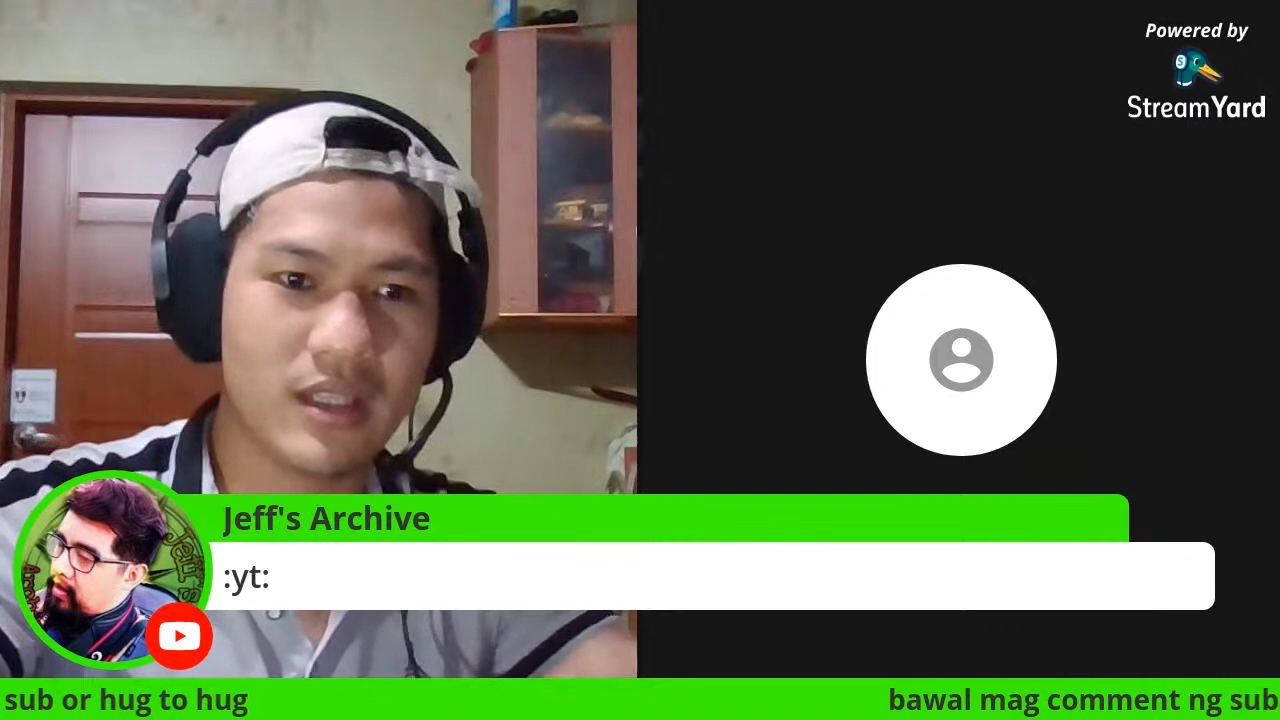 Powered by
StreamYard
Jeff's Archive
:yt:
sub or hug to hug
bawal mag comment ng sub